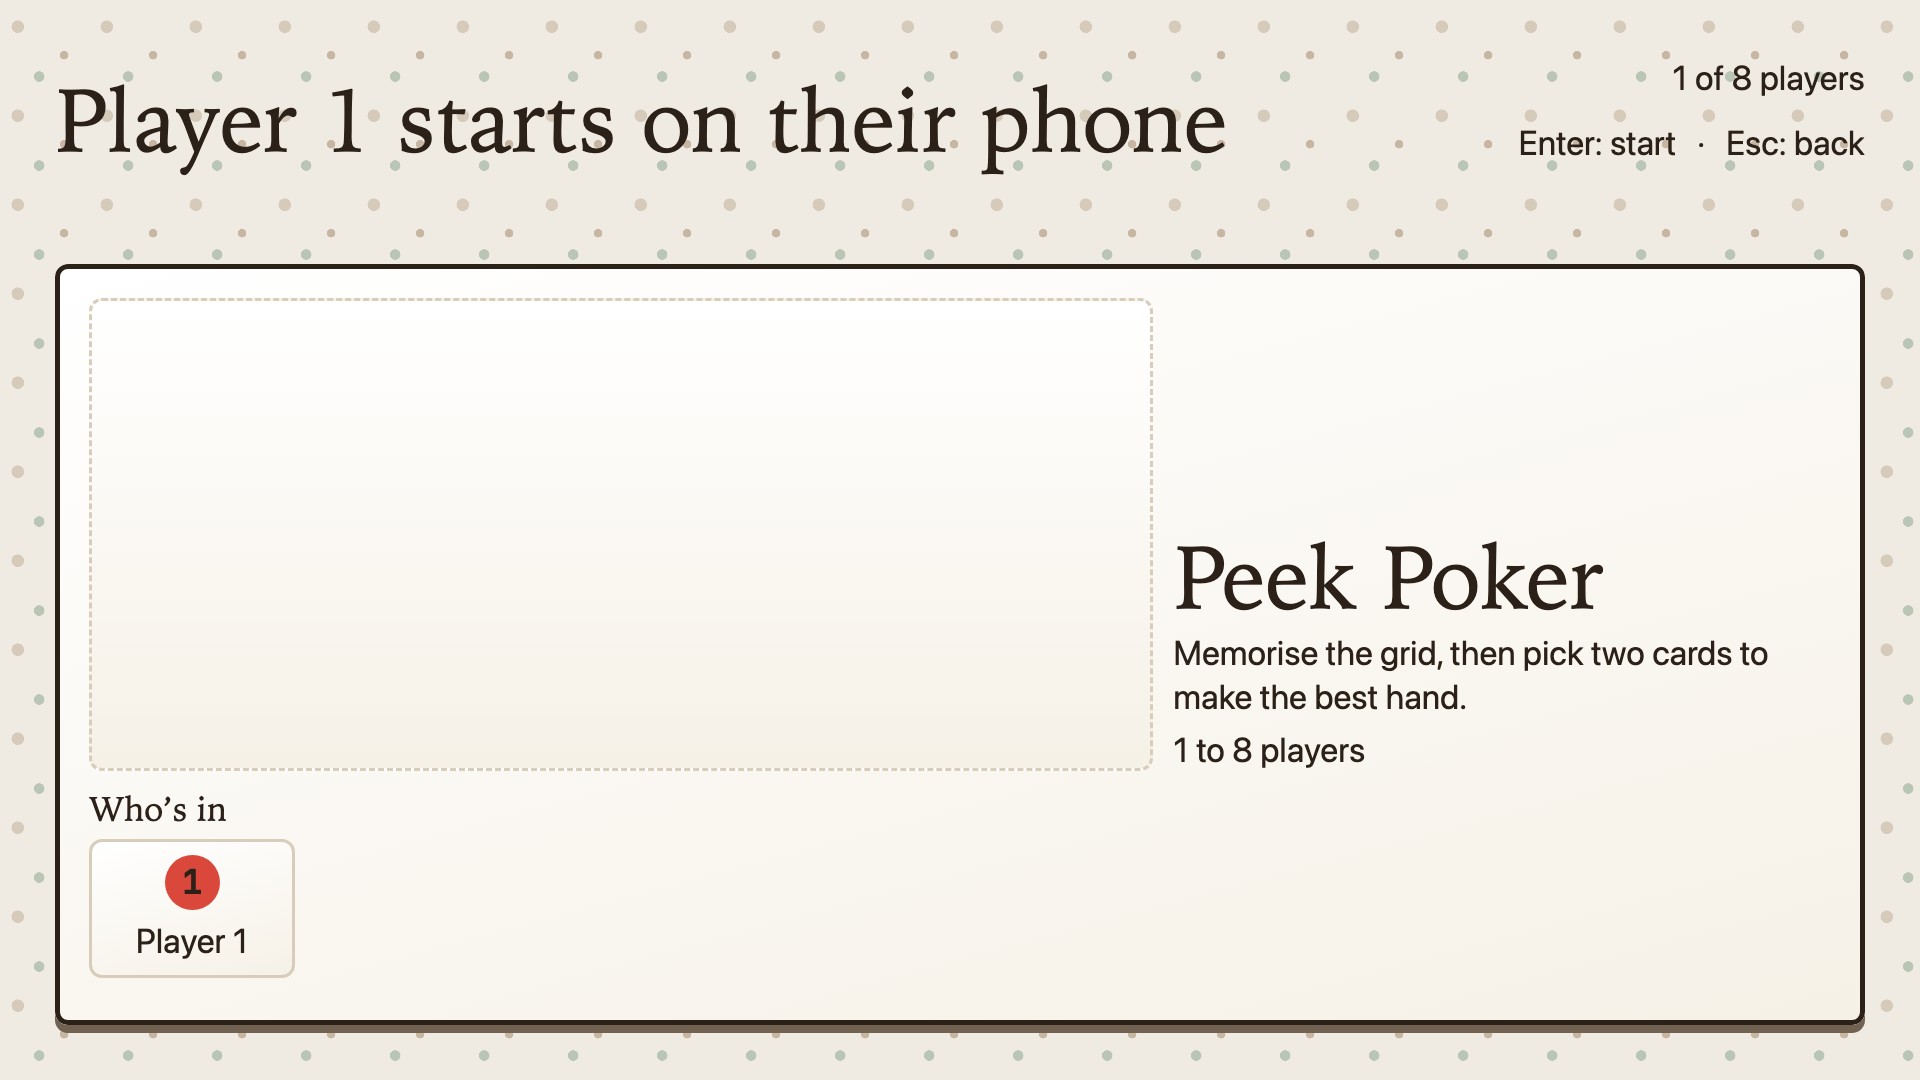 Player 1 starts on their phone
1 of 8 players
Enter: start · Esc: back
Peek Poker
Memorise the grid, then pick two cards to
make the best hand.
1 to 8 players
Who’s in
1
Player 1